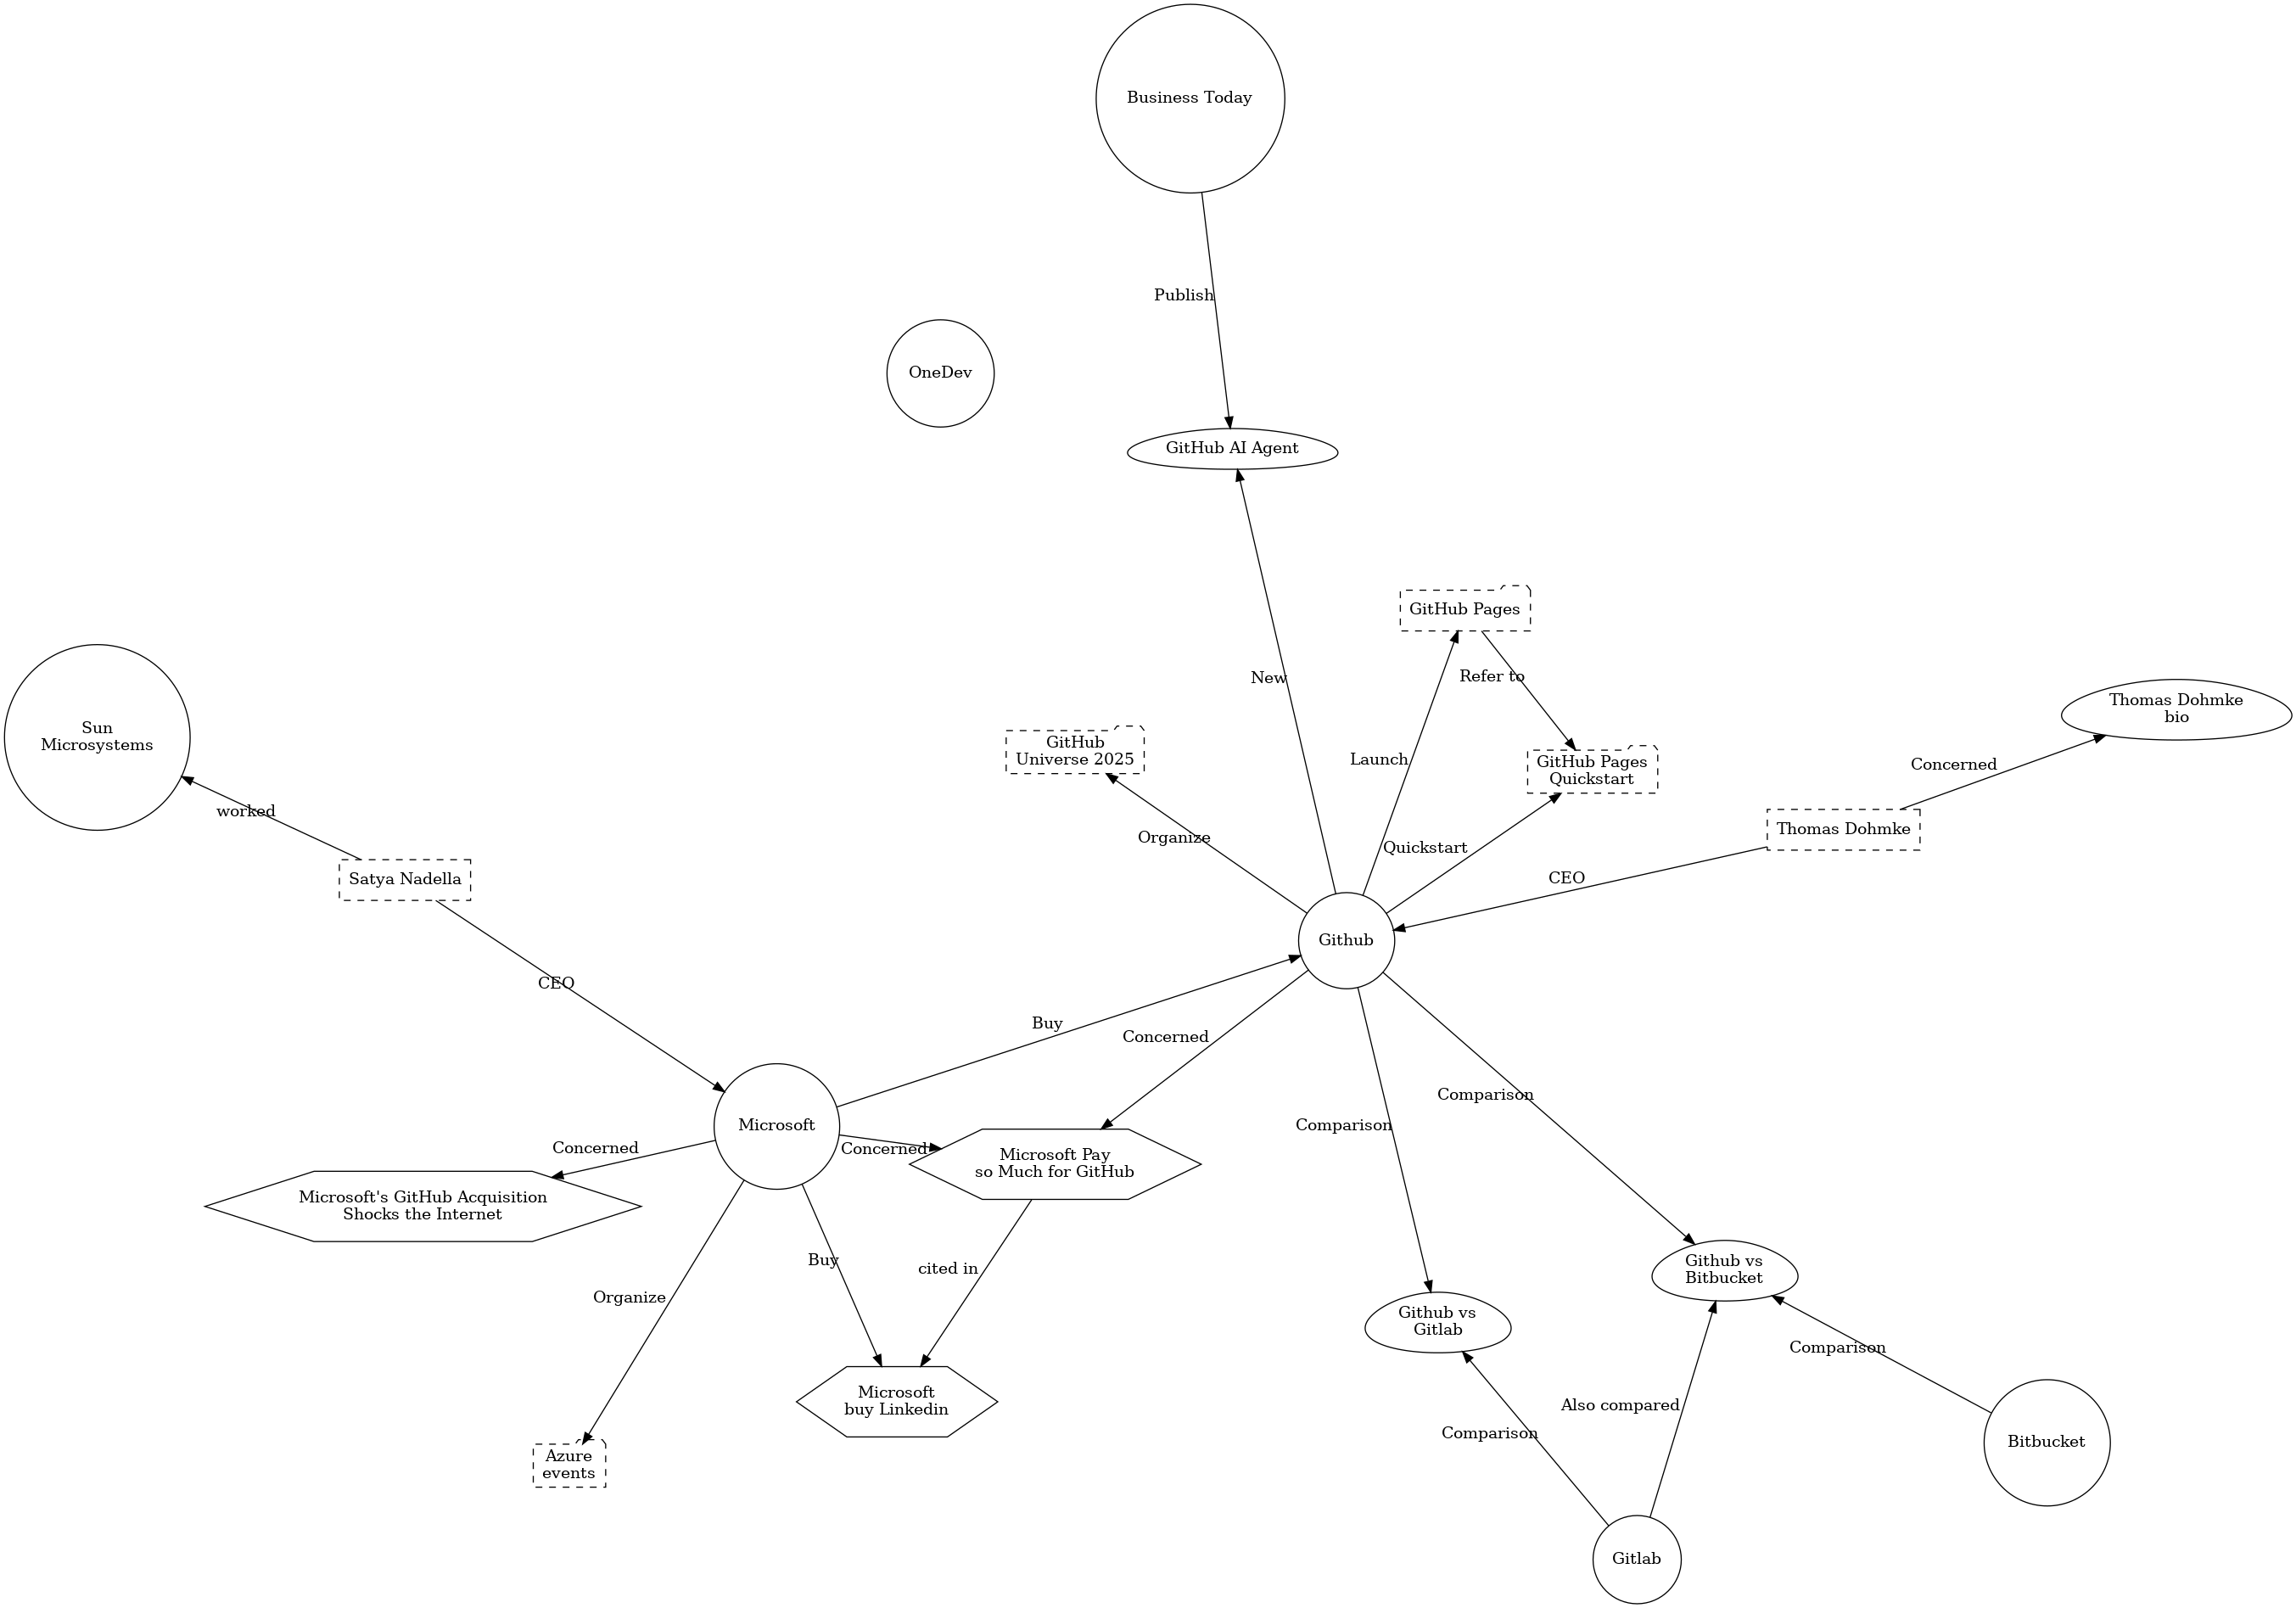 Business Today
Publish
OneDev
GitHub AI Agent
New
GitHub Pages
Launch
Refer to
GitHub
Universe 2025
Organize
GitHub Pages
Quickstart
Quickstart
Thomas Dohmke
bio
Concerned
Thomas Dohmke
CEO
Sun
Microsystems
worked
Satya Nadella
CEO
Github
Buy
Concerned
Comparison
Comparison
Microsoft
Concerned
Concerned
Microsoft Pay
so Much for GitHub
Microsoft's GitHub Acquisition
Shocks the Internet
Organize
Buy
cited in
Github vs
Bitbucket
Github vs
Gitlab
Comparison
Also compared
Comparison
Microsoft
buy Linkedin
Azure
events
Bitbucket
Gitlab